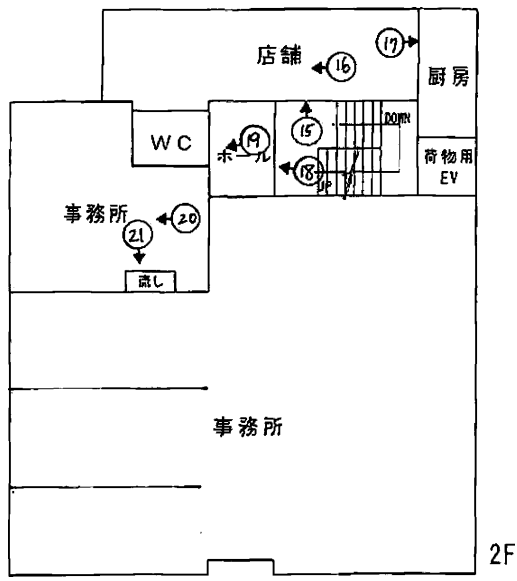 店舗
⑰
⑯
厨房
WC
⑲
ホール
⑮
DOWN
⑱
UP
荷物用
EV
事務所
⑳
㉑
流し
事務所
2F